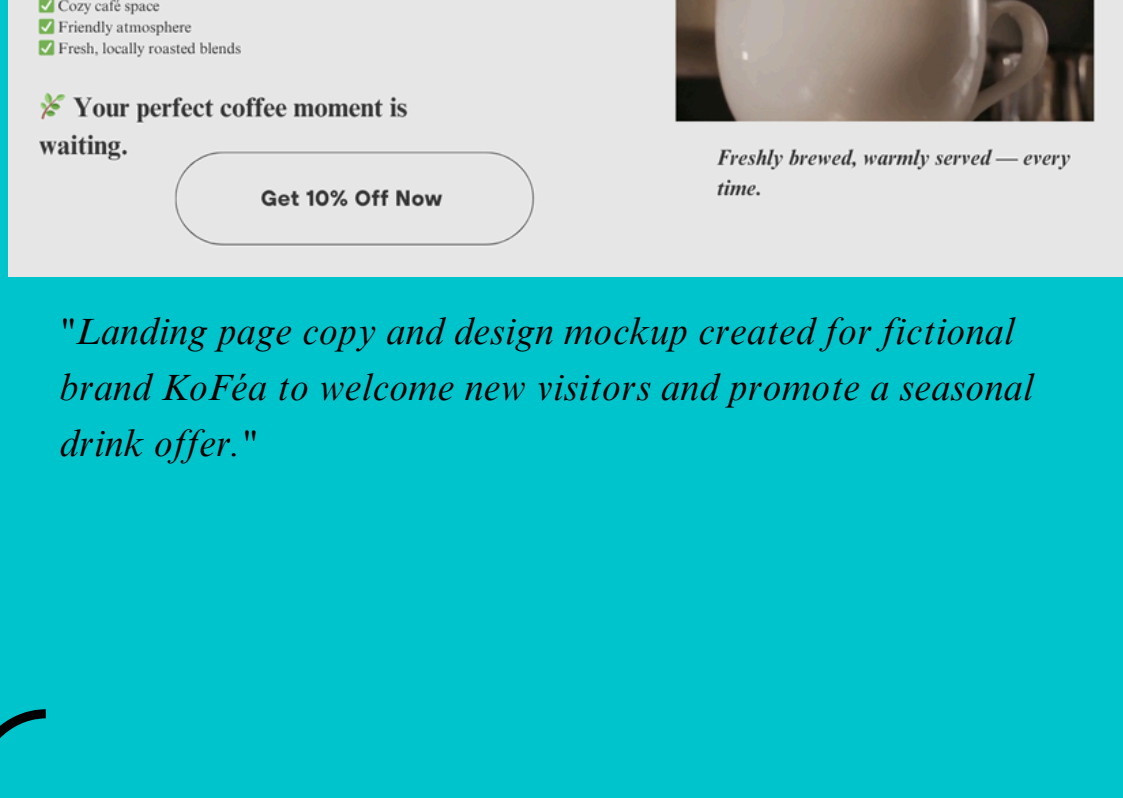 ✅ Cozy café space
✅ Friendly atmosphere
✅ Fresh, locally roasted blends
🌿 Your perfect coffee moment is
waiting.
Get 10% Off Now
Freshly brewed, warmly served — every
time.
"Landing page copy and design mockup created for fictional
brand KoFéa to welcome new visitors and promote a seasonal
drink offer."